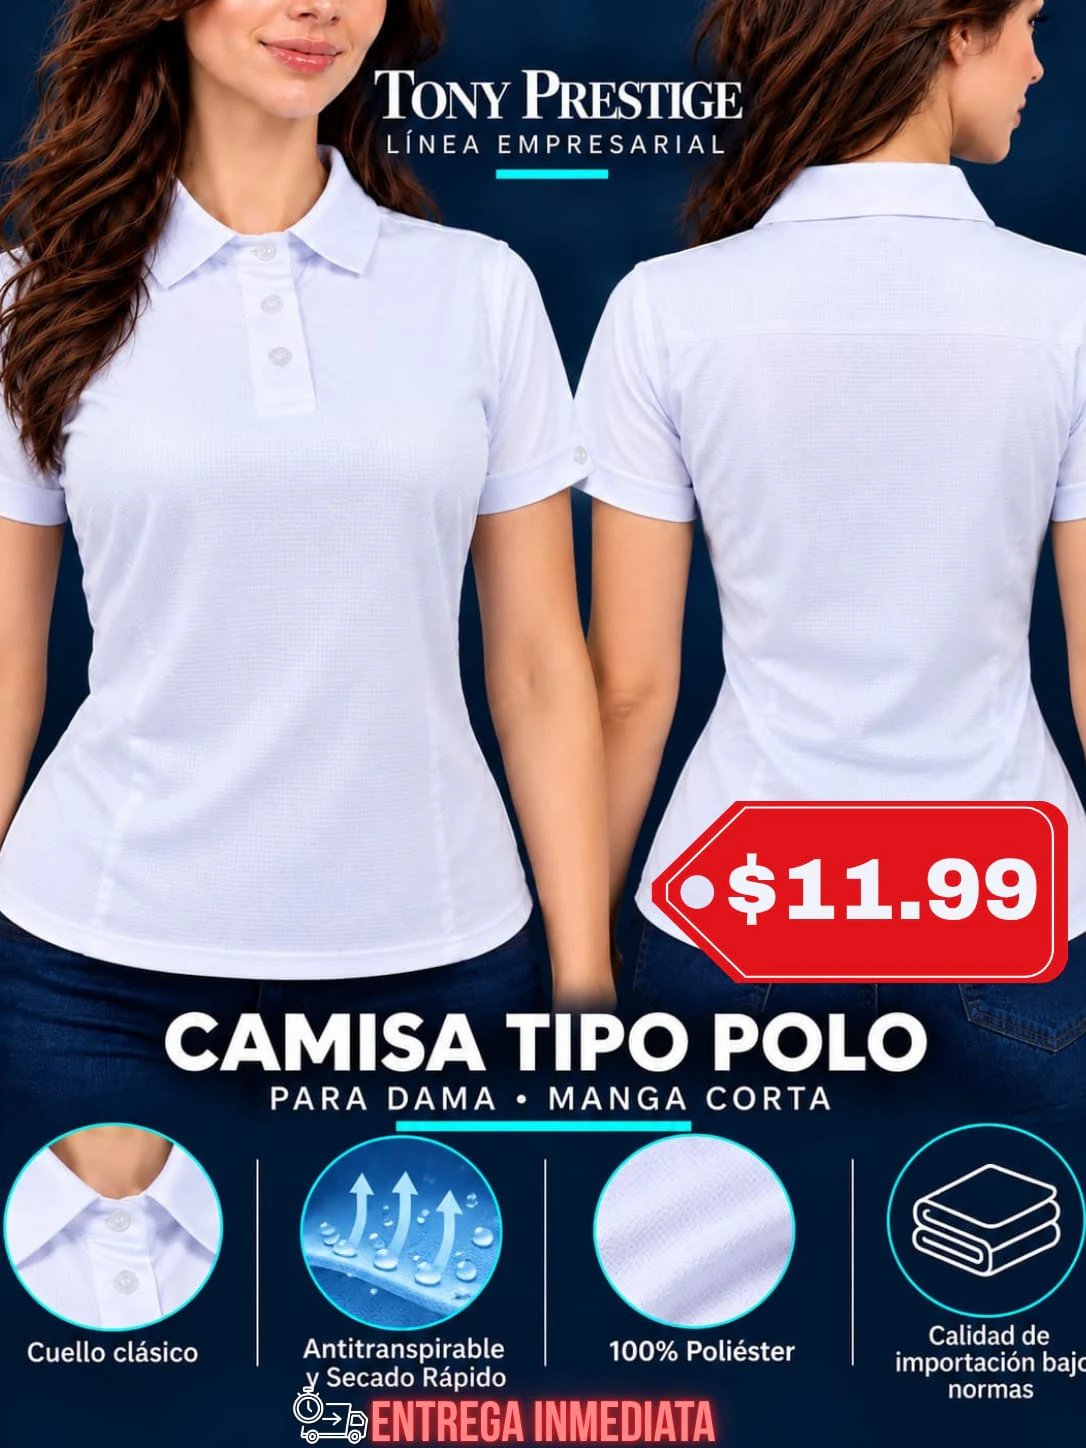 TONY PRESTIGE
LÍNEA EMPRESARIAL
$11.99
CAMISA TIPO POLO
PARA DAMA • MANGA CORTA
Cuello clásico
Antitranspirable
y Secado Rápido
100% Poliéster
Calidad de
importación bajo
normas
ENTREGA INMEDIATA